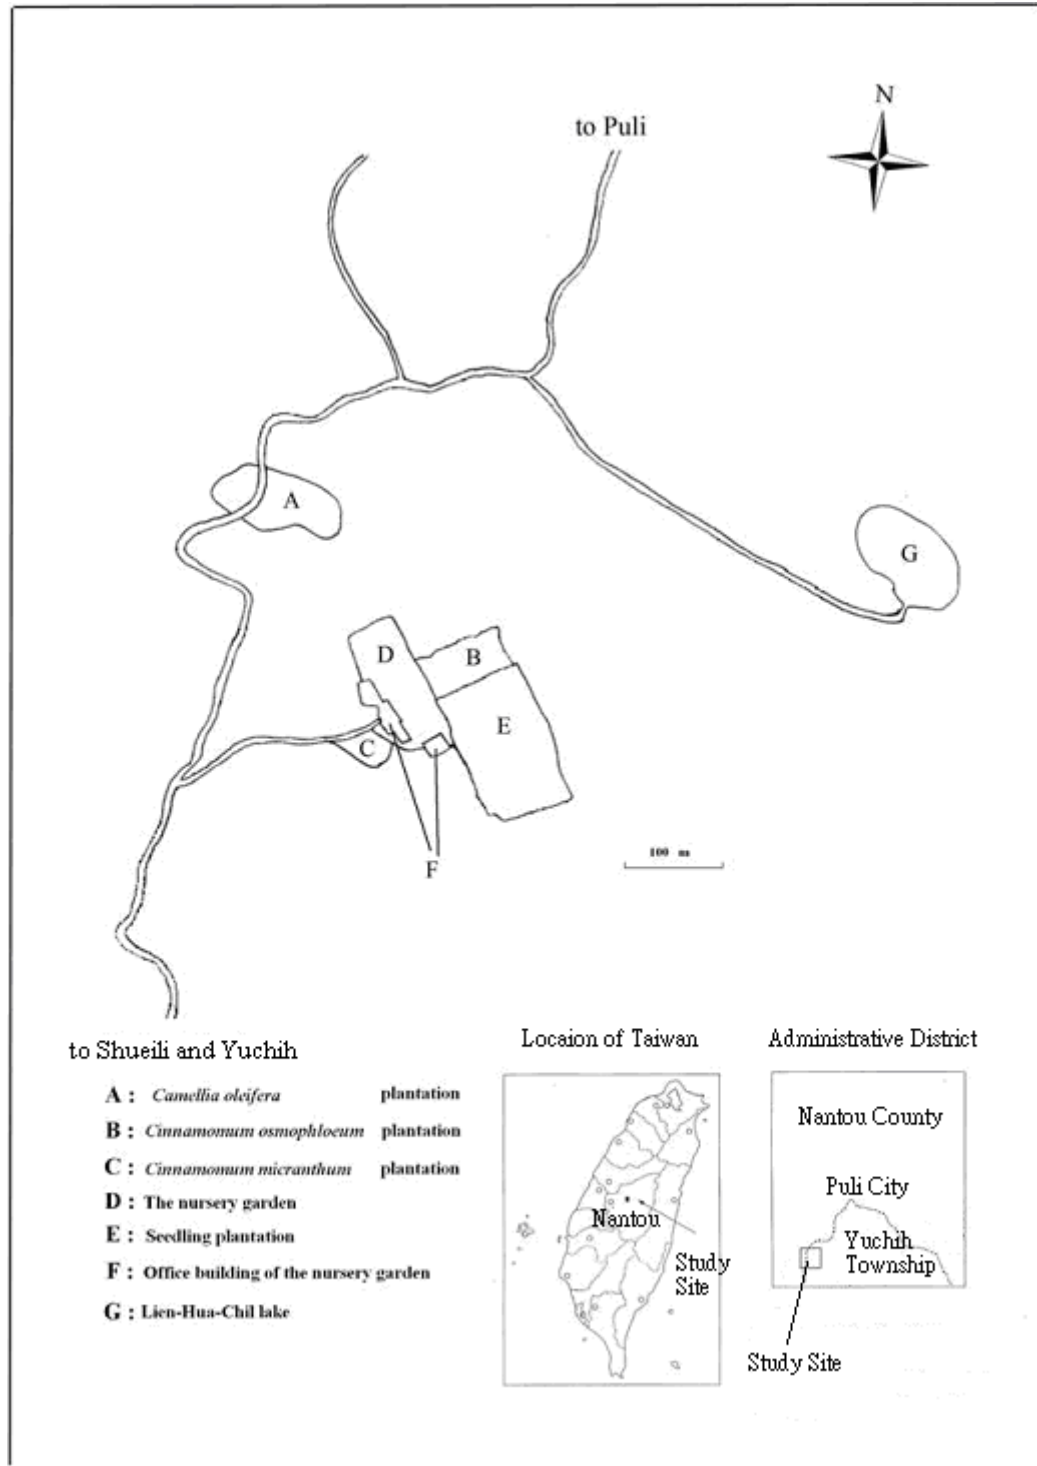 N
to Puli
A
G
D
B
E
C
F
100 m
to Shueili and Yuchih
A : Camellia oleifera plantation
B : Cinnamomum osmophloeum plantation
C : Cinnamomum micranthum plantation
D : The nursery garden
E : Seedling plantation
F : Office building of the nursery garden
G : Lien-Hua-Chil lake
Locaion of Taiwan
Nantou
Study
Site
Administrative District
Nantou County
Puli City
Yuchih
Township
Study Site